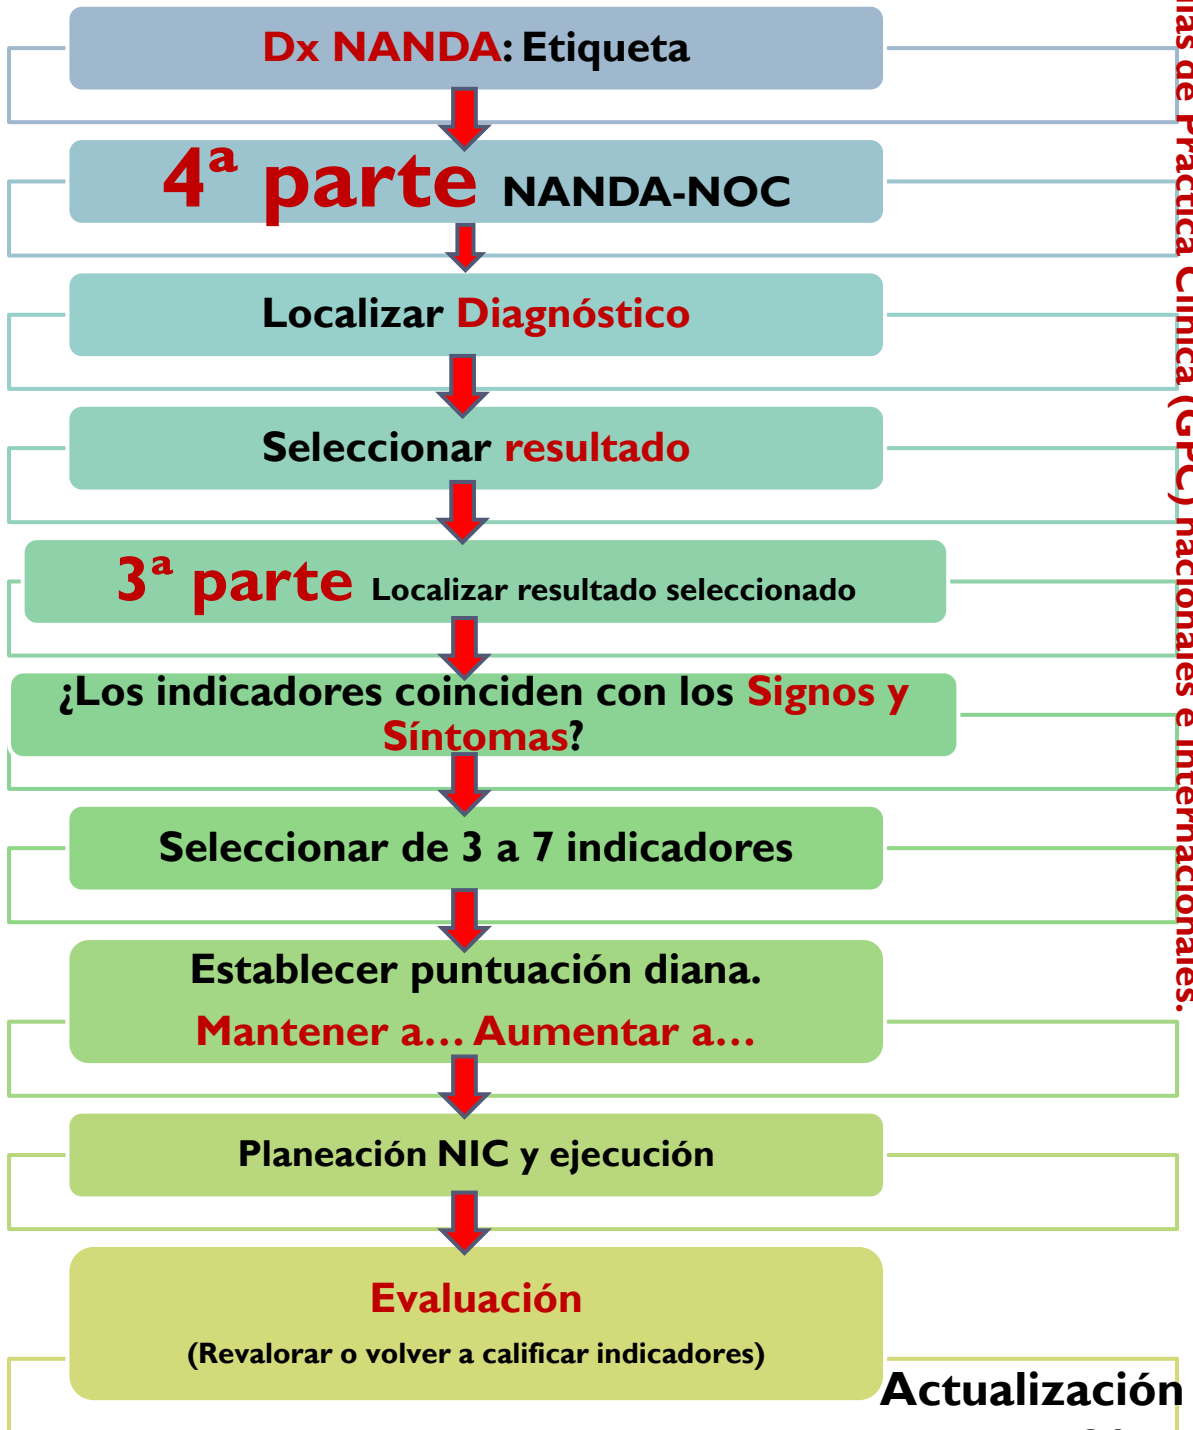 Dx NANDA: Etiqueta
4ª parte NANDA-NOC
Localizar Diagnóstico
Seleccionar resultado
3ª parte Localizar resultado seleccionado
¿Los indicadores coinciden con los Signos y
Síntomas?
Seleccionar de 3 a 7 indicadores
Establecer puntuación diana.
Mantener a... Aumentar a...
Planeación NIC y ejecución
Evaluación
(Revalorar o volver a calificar indicadores)
de Práctica Clínica (GPC) nacionales e internacionales.
Actualización